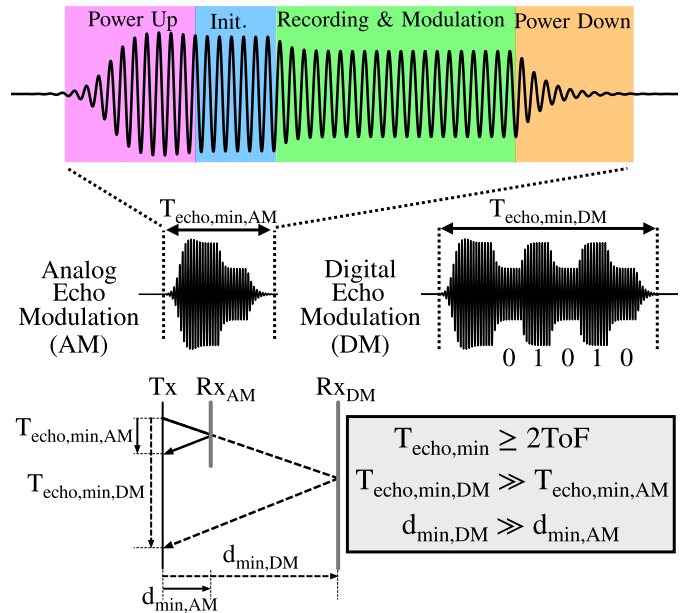 Power Up Init. Recording & Modulation Power Down
T_echo,min,AM T_echo,min,DM
Analog
Echo
Modulation
(AM)
Digital
Echo
Modulation
(DM)
0 1 0 1 0
Tx Rx_AM Rx_DM
T_echo,min,AM
T_echo,min,DM
d_min,DM
d_min,AM
T_echo,min ≥ 2ToF
T_echo,min,DM ≫ T_echo,min,AM
d_min,DM ≫ d_min,AM